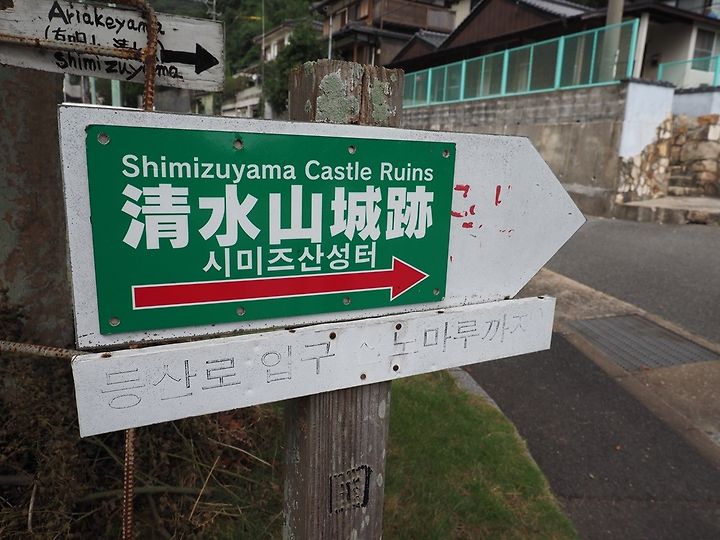 Ariakeyama
Shimizuyama
Shimizuyama Castle Ruins
清水山城跡
시미즈산성터
등산로 입구
노마루까지